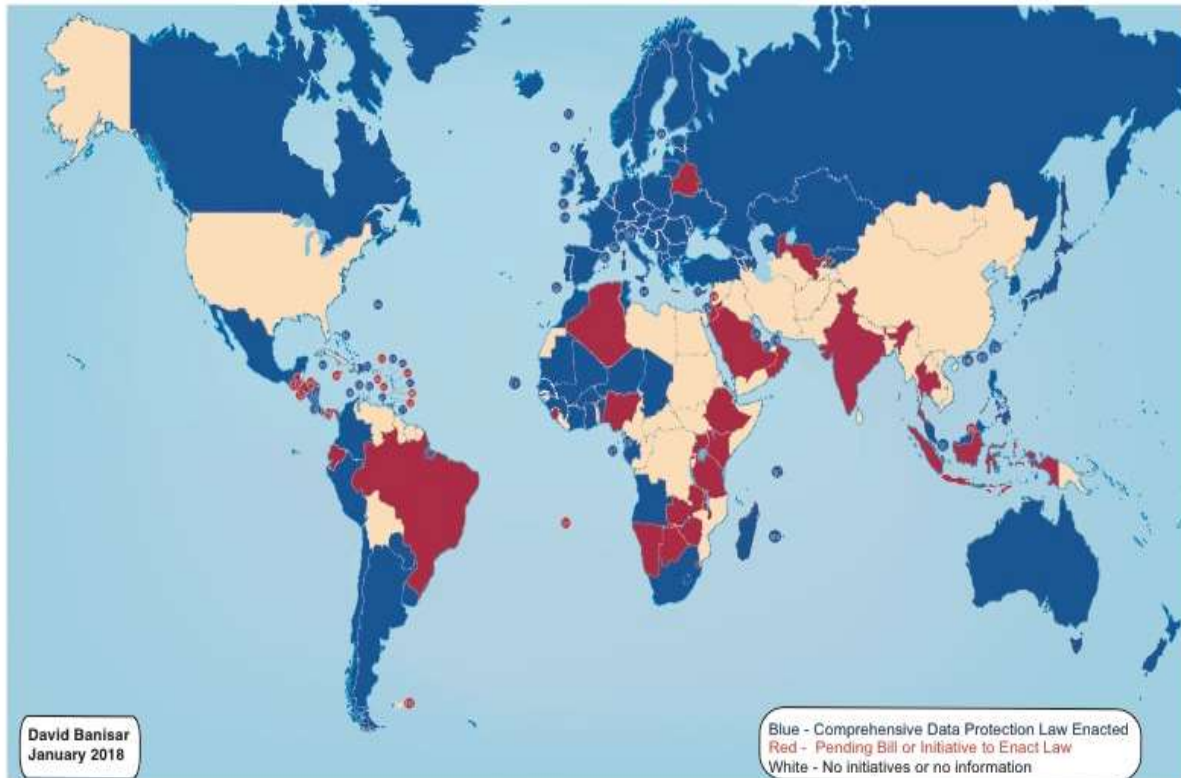 David Banisar
January 2018
Blue - Comprehensive Data Protection Law Enacted
Red - Pending Bill or Initiative to Enact Law
White - No initiatives or no information